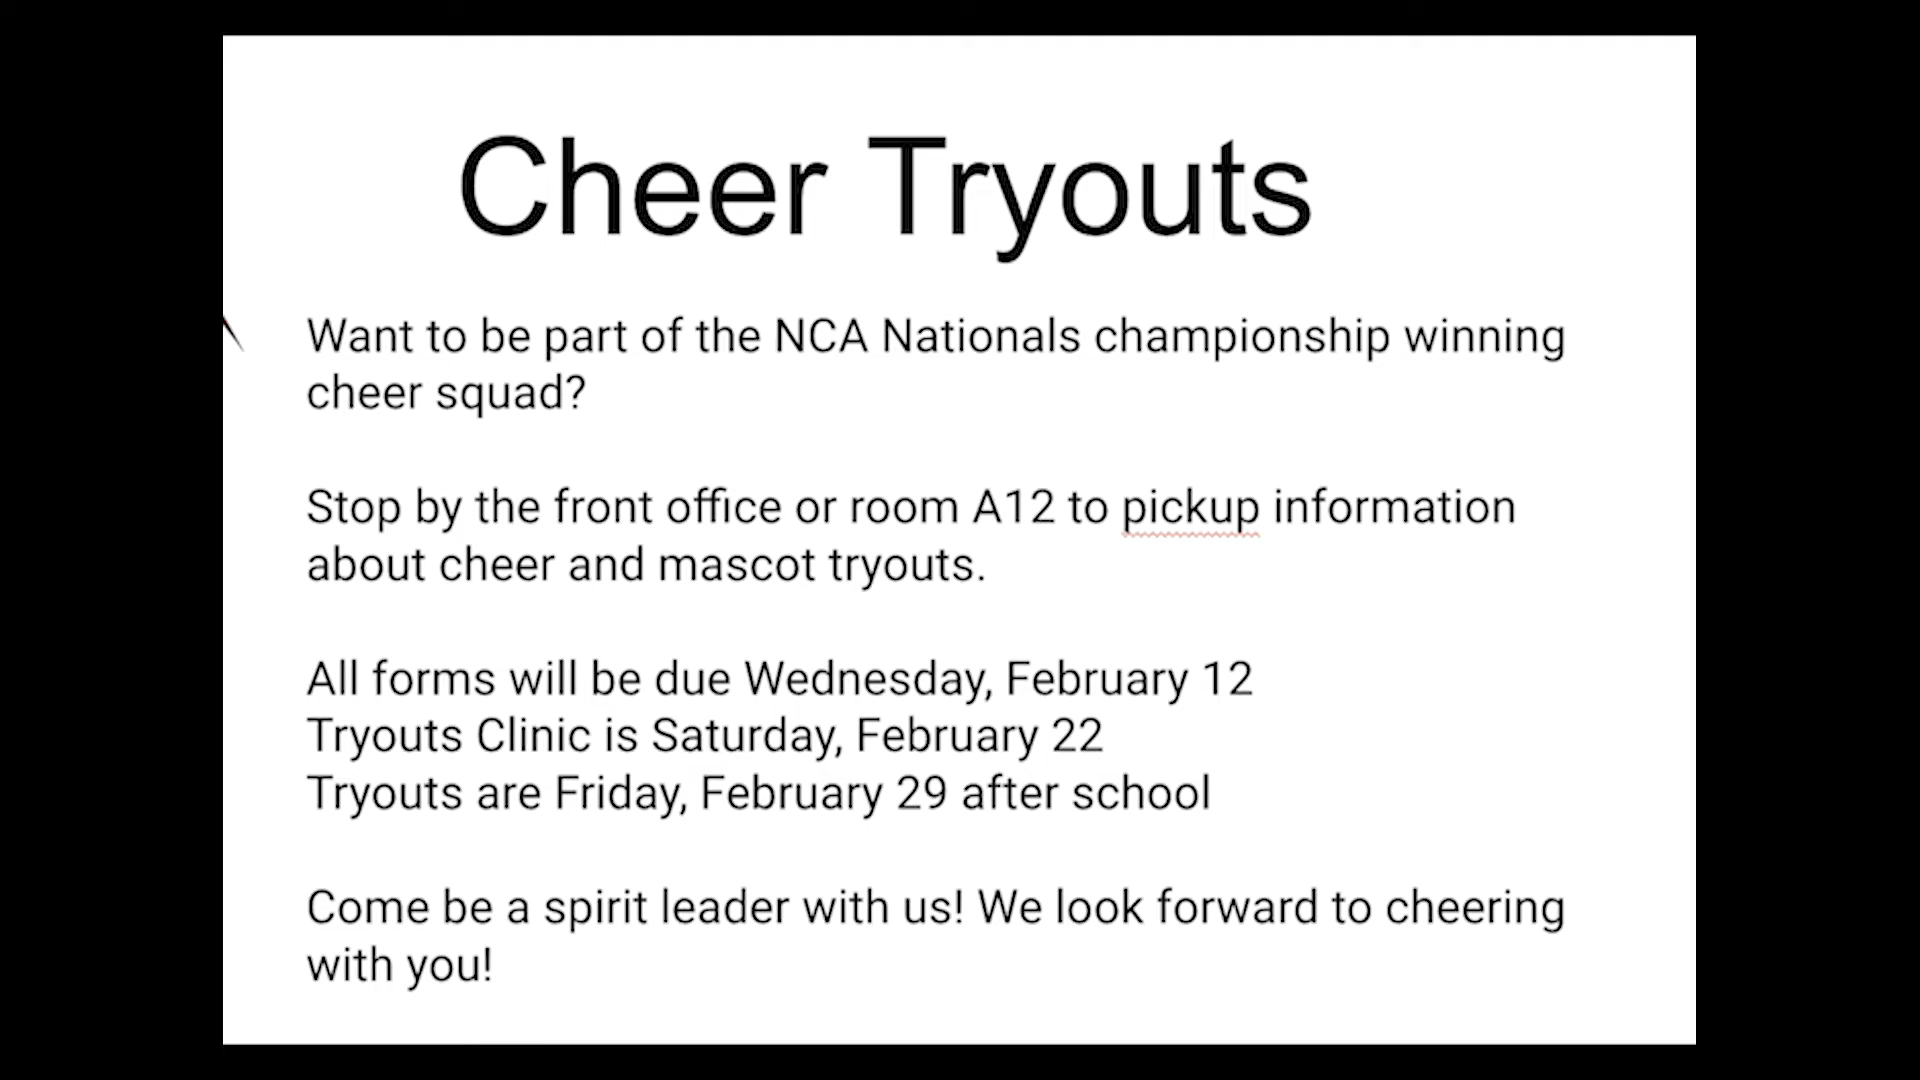 Cheer Tryouts
Want to be part of the NCA Nationals championship winning
cheer squad?
Stop by the front office or room A12 to pickup information
about cheer and mascot tryouts.
All forms will be due Wednesday, February 12
Tryouts Clinic is Saturday, February 22
Tryouts are Friday, February 29 after school
Come be a spirit leader with us! We look forward to cheering
with you!